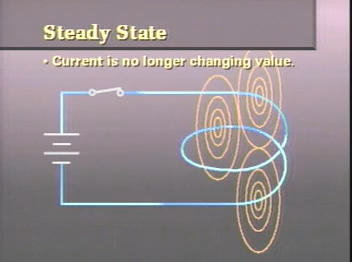 Steady State
• Current is no longer changing value.